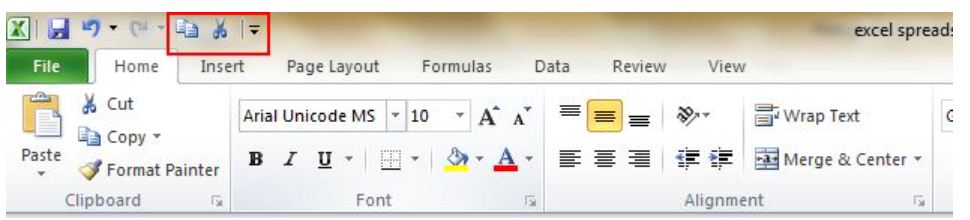 excel spreads
File Home Insert Page Layout Formulas Data Review View
Cut
Copy
Paste
Format Painter
Clipboard
Arial Unicode MS 10 A A
B I U A
Font
Wrap Text
Merge & Center
Alignment